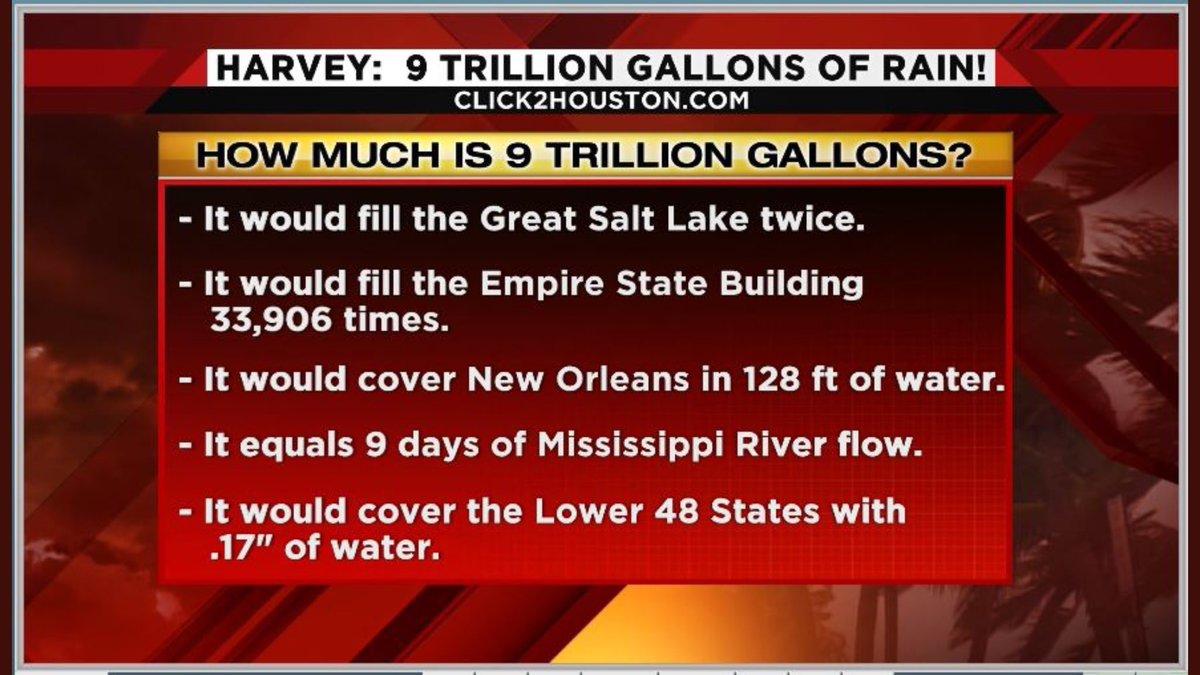 HARVEY: 9 TRILLION GALLONS OF RAIN!
CLICK2HOUSTON.COM
HOW MUCH IS 9 TRILLION GALLONS?
- It would fill the Great Salt Lake twice.
- It would fill the Empire State Building
33,906 times.
- It would cover New Orleans in 128 ft of water.
- It equals 9 days of Mississippi River flow.
- It would cover the Lower 48 States with
.17" of water.